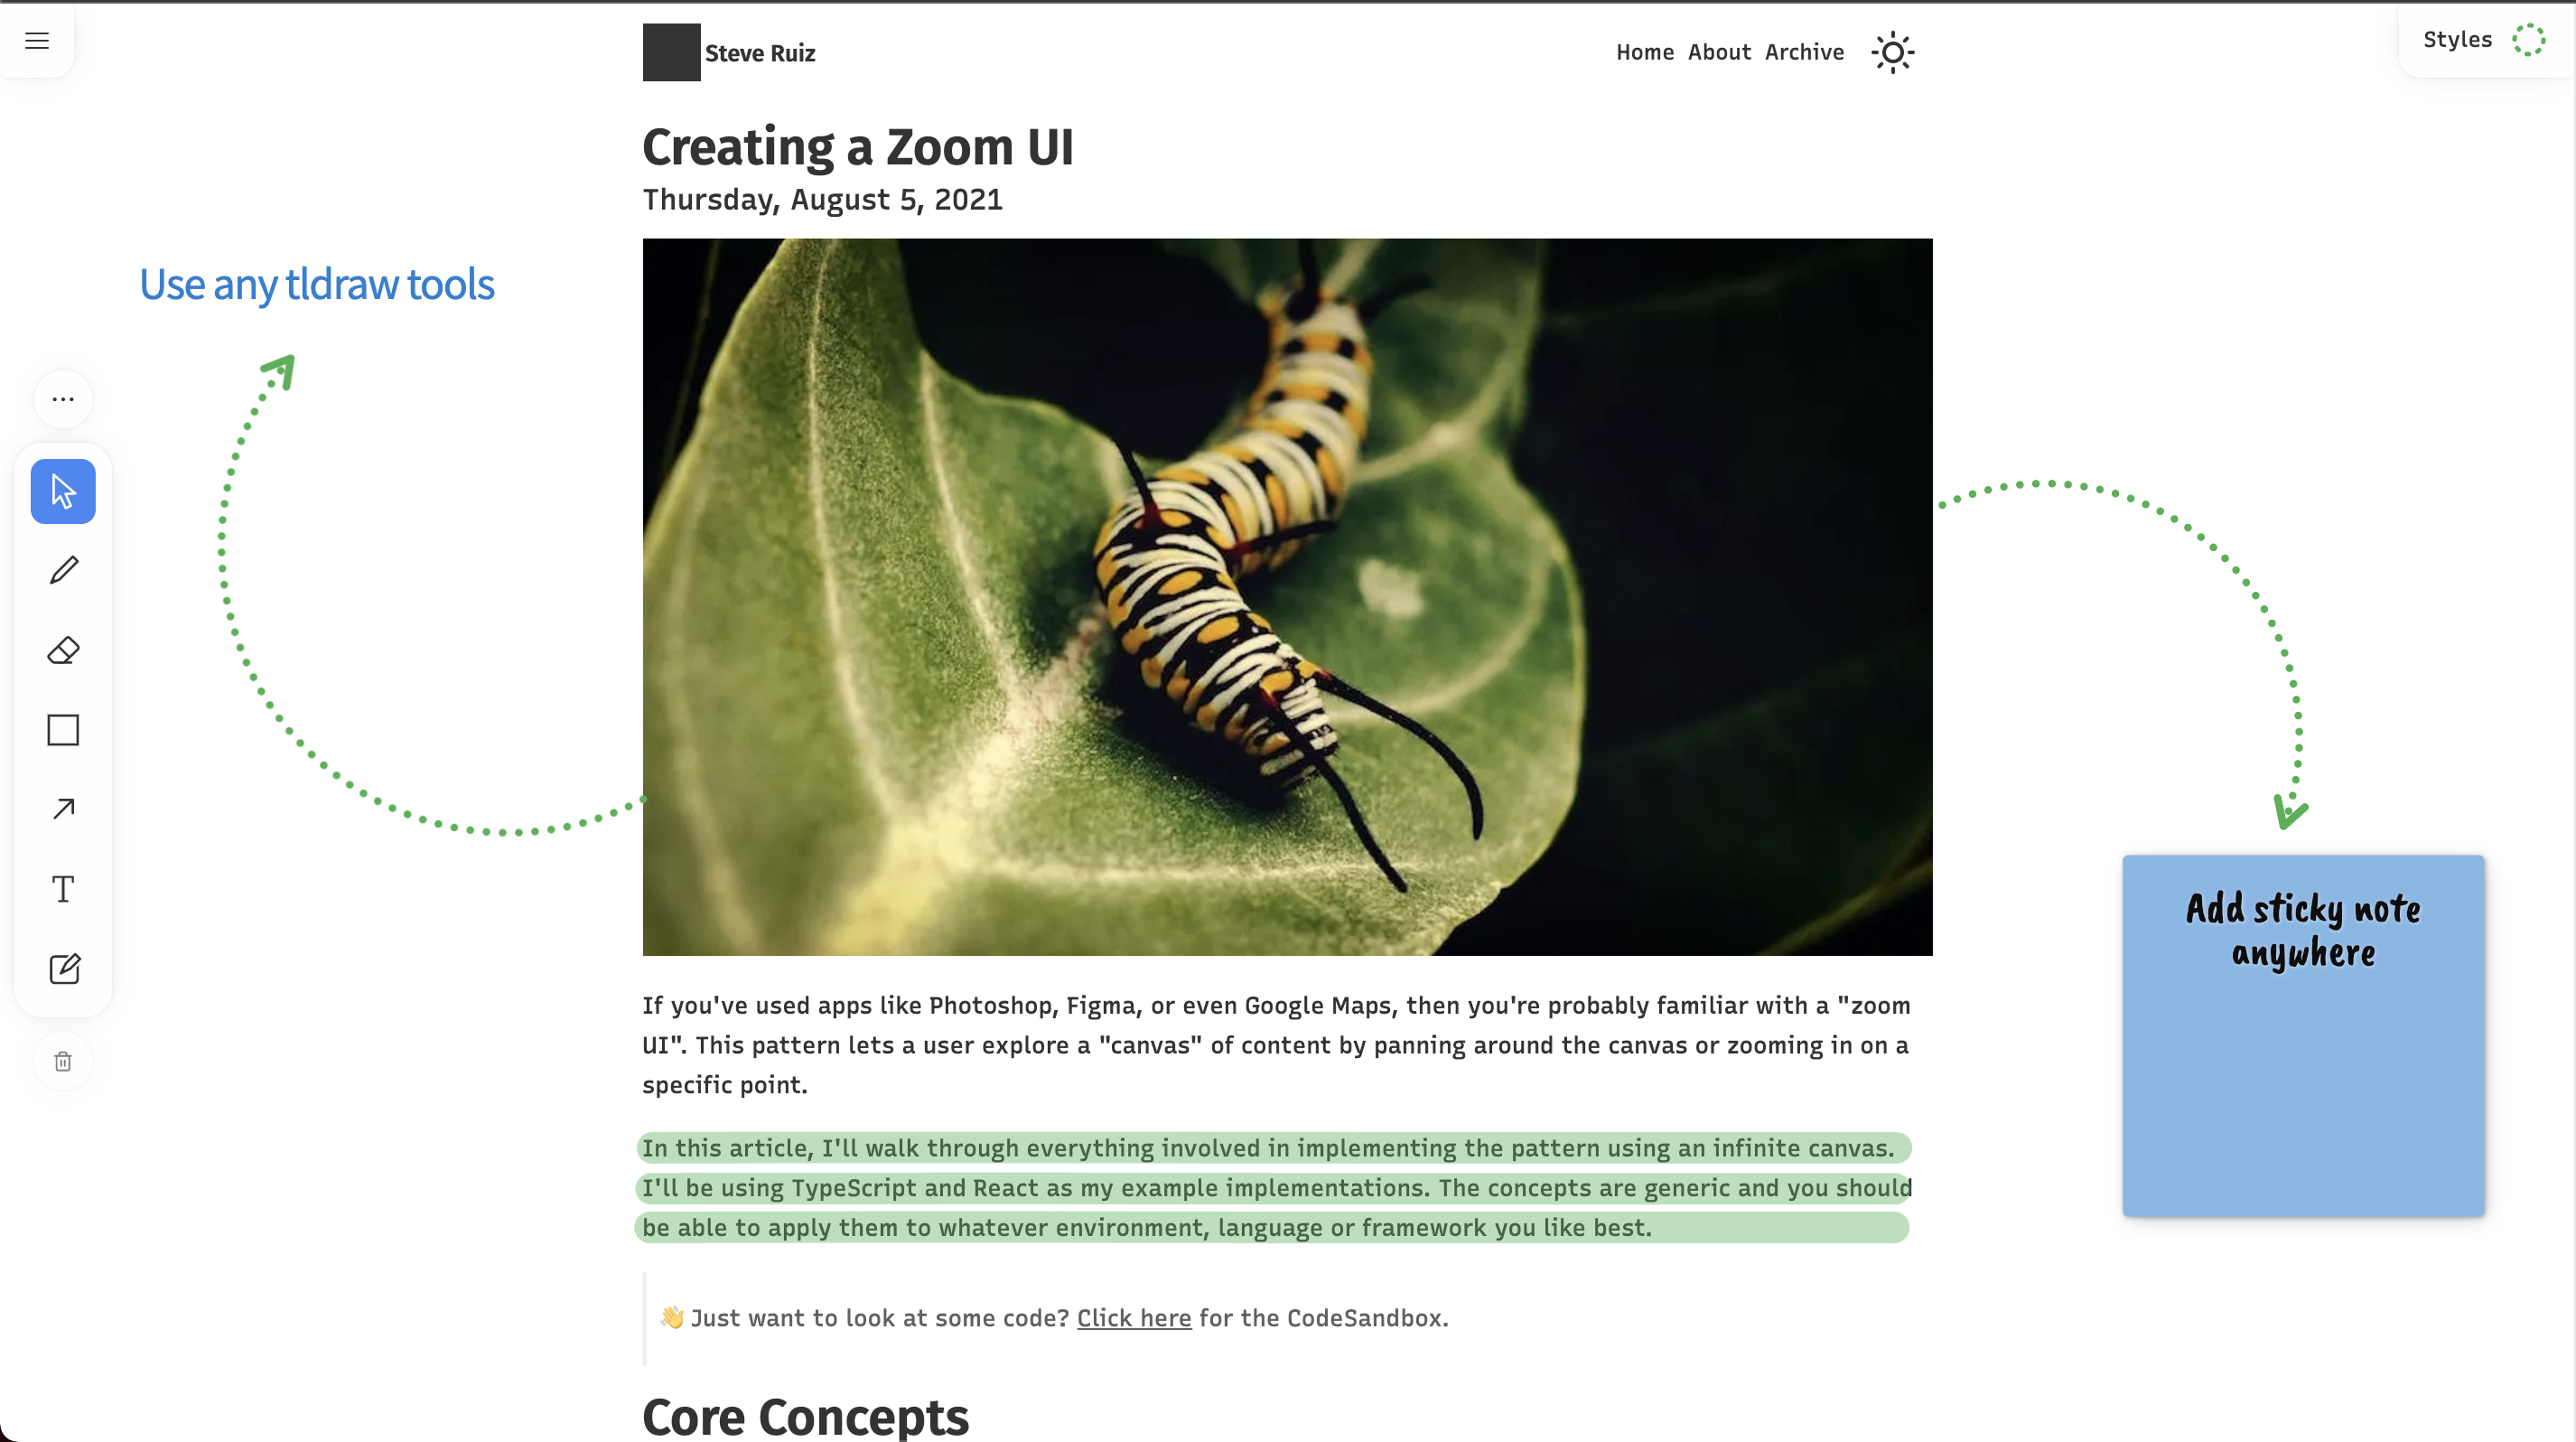 Steve Ruiz
Home About Archive
Styles
Creating a Zoom UI
Thursday, August 5, 2021
Use any tldraw tools
Add sticky note
anywhere
If you've used apps like Photoshop, Figma, or even Google Maps, then you're probably familiar with a "zoom
UI". This pattern lets a user explore a "canvas" of content by panning around the canvas or zooming in on a
specific point.
In this article, I'll walk through everything involved in implementing the pattern using an infinite canvas.
I'll be using TypeScript and React as my example implementations. The concepts are generic and you should
be able to apply them to whatever environment, language or framework you like best.
👋 Just want to look at some code? Click here for the CodeSandbox.
Core Concepts